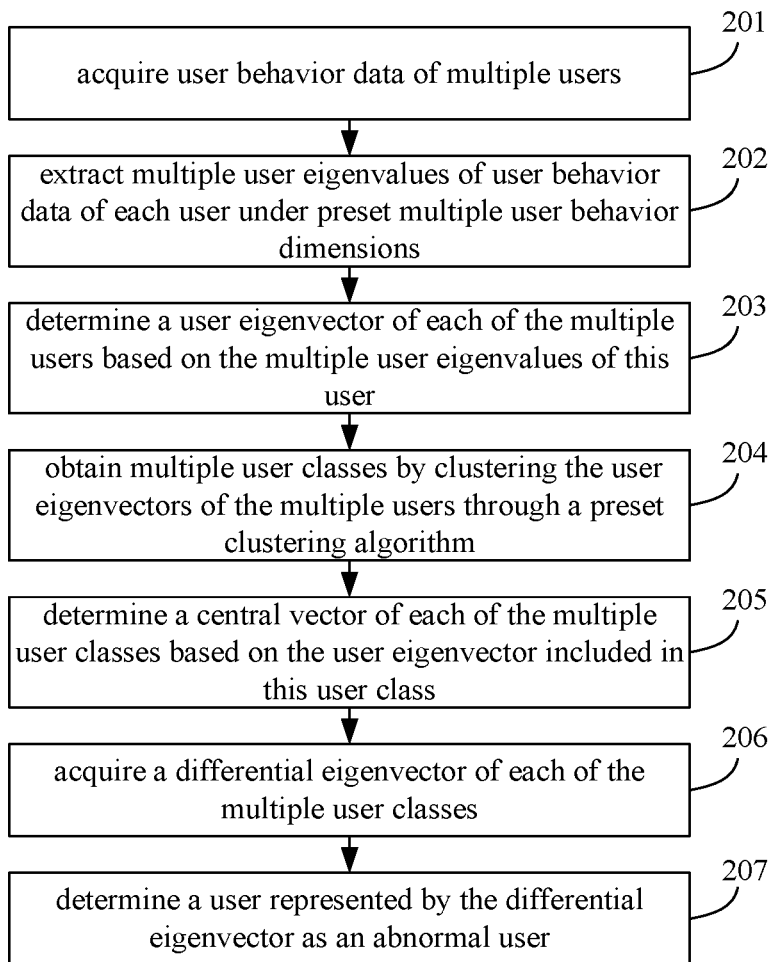 201
acquire user behavior data of multiple users
202
extract multiple user eigenvalues of user behavior
data of each user under preset multiple user behavior
dimensions
203
determine a user eigenvector of each of the multiple
users based on the multiple user eigenvalues of this
user
204
obtain multiple user classes by clustering the user
eigenvectors of the multiple users through a preset
clustering algorithm
205
determine a central vector of each of the multiple
user classes based on the user eigenvector included in
this user class
206
acquire a differential eigenvector of each of the
multiple user classes
207
determine a user represented by the differential
eigenvector as an abnormal user